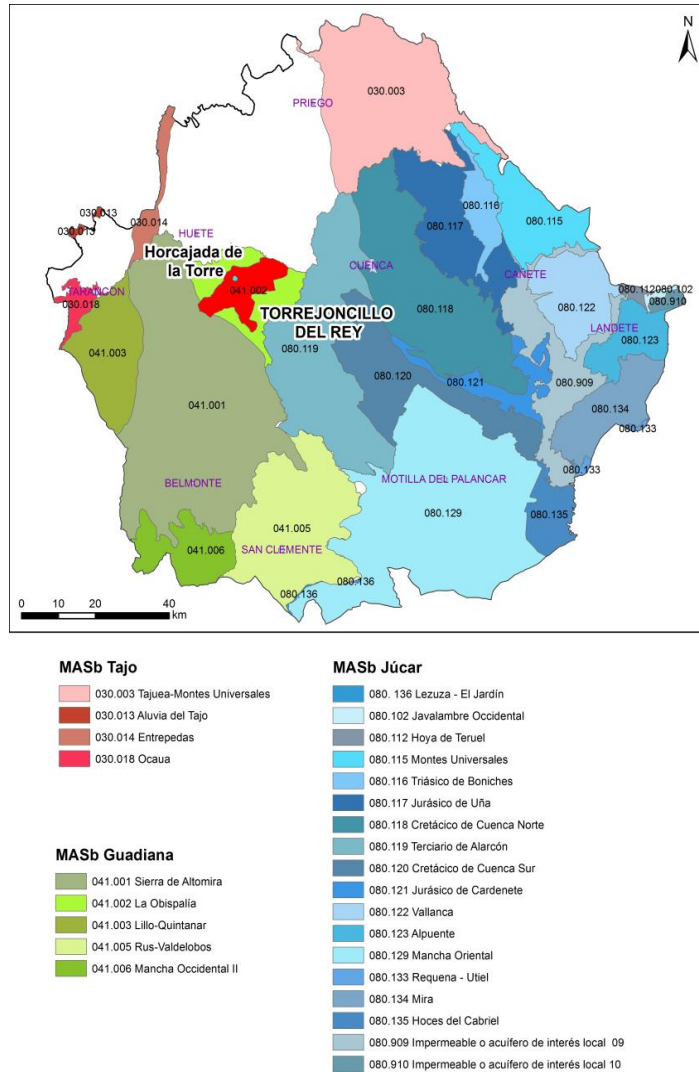 N
PRIEGO
030.003
030.013
030.013
030.014
HUETE
Horcajada de
la Torre
080.116
080.115
080.117
CUENCA
CAÑETE
TARANCON
030.018
041.002
TORREJONCILLO
DEL REY
080.118
080.122
080.112
080.102
080.910
LANDETE
080.123
041.003
080.119
080.120
080.121
080.909
041.001
080.134
080.133
080.133
BELMONTE
MOTILLA DEL PALANCAR
080.129
080.135
041.005
041.006
SAN CLEMENTE
080.136
080.136
0 10 20 40
km
MASb Tajo
030.003 Tajuea-Montes Universales
030.013 Aluvia del Tajo
030.014 Entrepedas
030.018 Ocaua
MASb Guadiana
041.001 Sierra de Altomira
041.002 La Obispalía
041.003 Lillo-Quintanar
041.005 Rus-Valdelobos
041.006 Mancha Occidental II
MASb Júcar
080. 136 Lezuza - El Jardín
080.102 Javalambre Occidental
080.112 Hoya de Teruel
080.115 Montes Universales
080.116 Triásico de Boniches
080.117 Jurásico de Uña
080.118 Cretácico de Cuenca Norte
080.119 Terciario de Alarcón
080.120 Cretácico de Cuenca Sur
080.121 Jurásico de Cardenete
080.122 Vallanca
080.123 Alpuente
080.129 Mancha Oriental
080.133 Requena - Utiel
080.134 Mira
080.135 Hoces del Cabriel
080.909 Impermeable o acuífero de interés local 09
080.910 Impermeable o acuífero de interés local 10